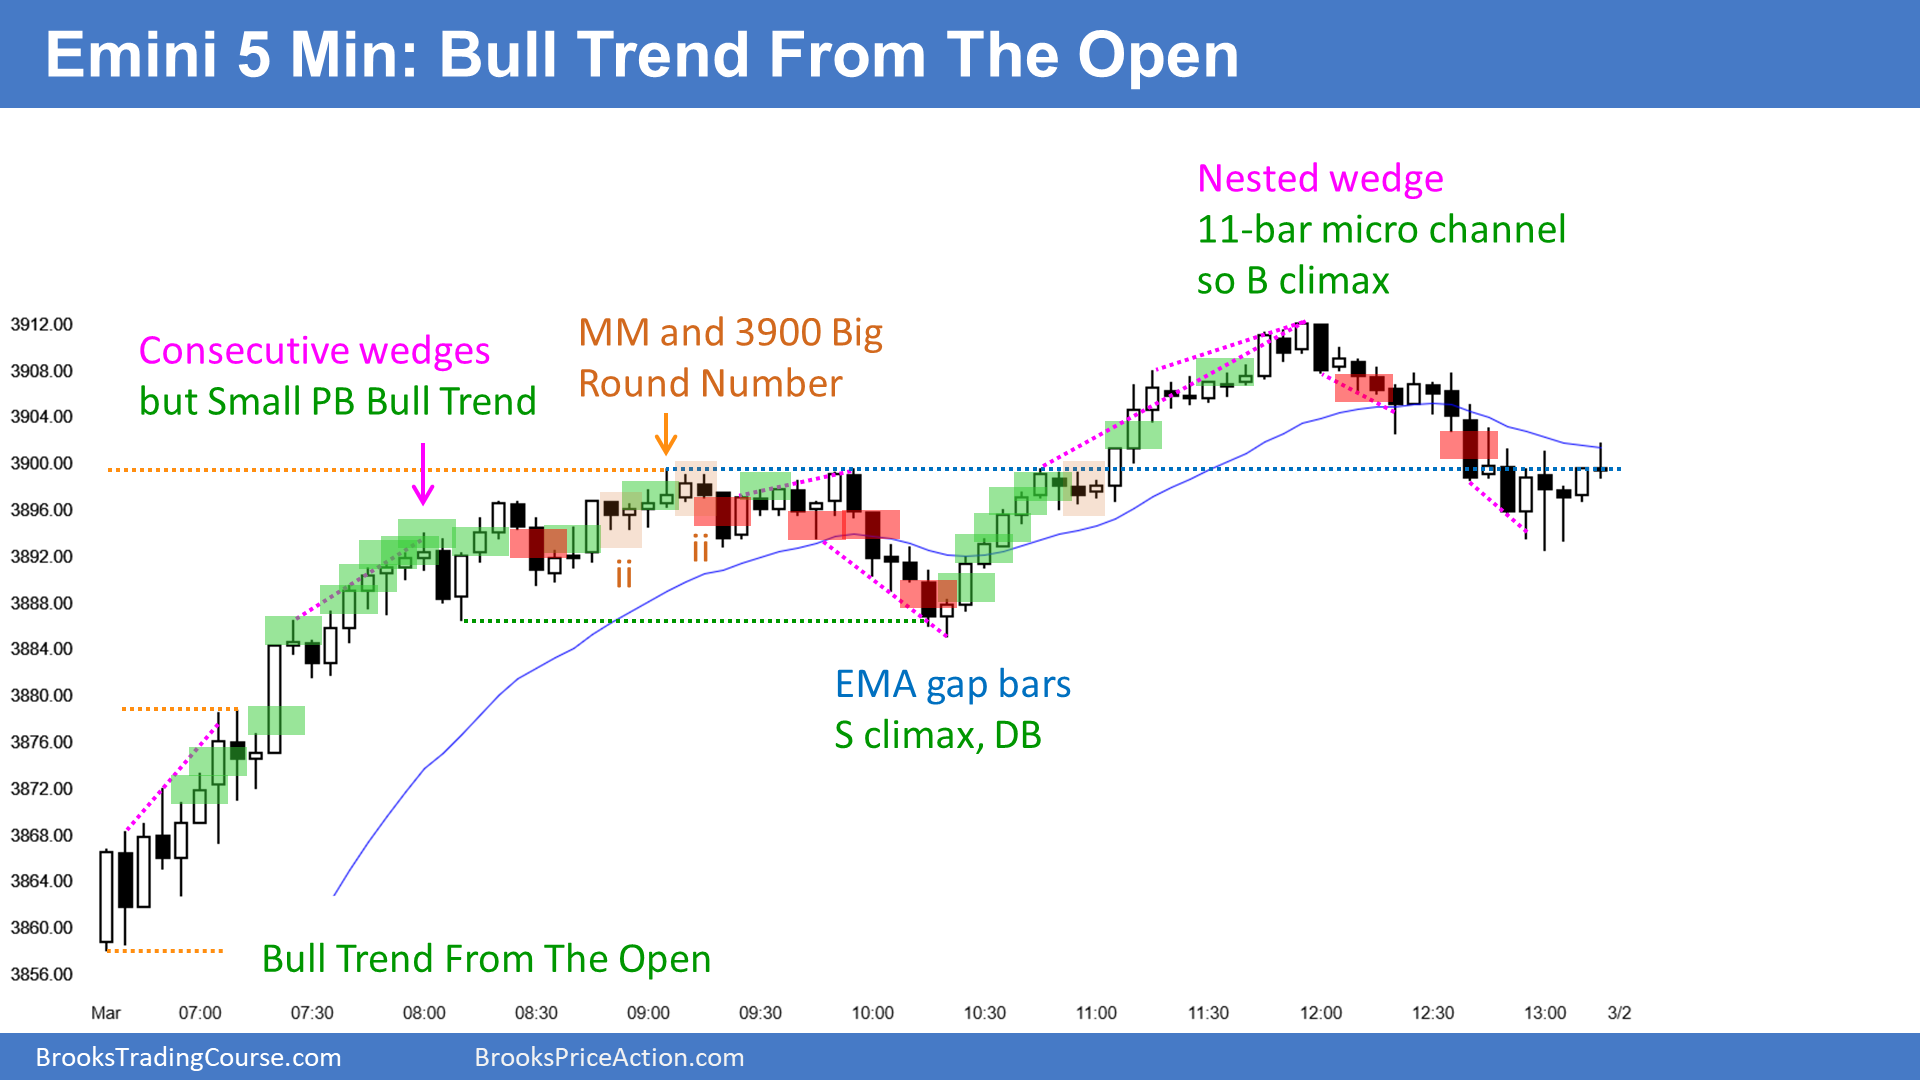 Emini 5 Min: Bull Trend From The Open
Nested wedge
11-bar micro channel
so B climax
MM and 3900 Big
Round Number
Consecutive wedges
but Small PB Bull Trend
3912.00
3908.00
3904.00
3900.00
3896.00
3892.00
3888.00
3884.00
3880.00
3876.00
3872.00
3868.00
3864.00
3860.00
3856.00
ii
ii
EMA gap bars
S climax, DB
Bull Trend From The Open
Mar 07:00 07:30 08:00 08:30 09:00 09:30 10:00 10:30 11:00 11:30 12:00 12:30 13:00 3/2
BrooksTradingCourse.com BrooksPriceAction.com